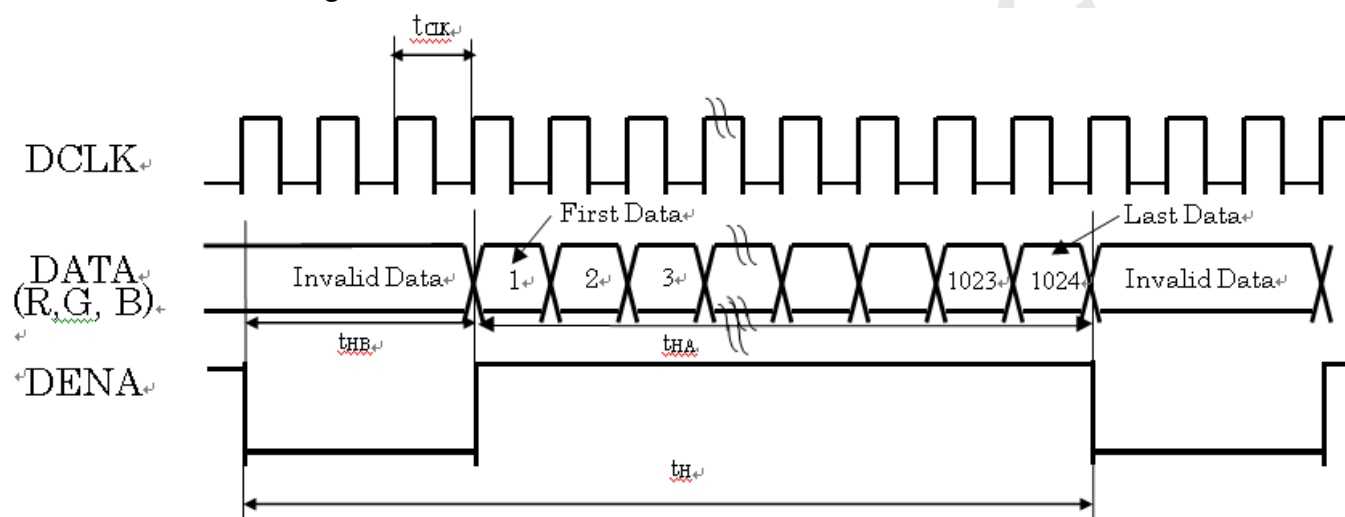 tCLK↵
DCLK↵
First Data↵
Last Data↵
DATA↵
(R,G, B)↵
↵
Invalid Data↵
1↵
2↵
3↵
1023↵
1024↵
Invalid Data↵
tHB↵
tHA↵
↵DENA↵
tH↵